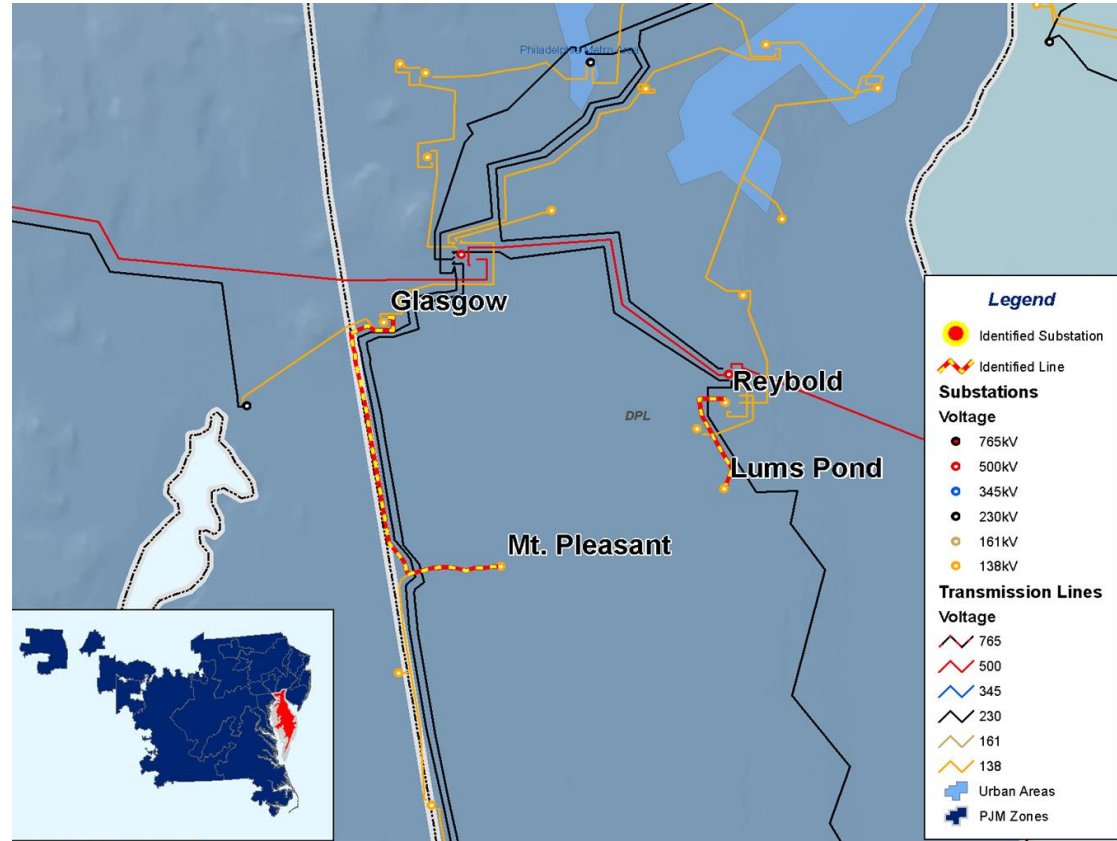 Philadelphia Metro Area
Glasgow
Reybold
DPL
Lums Pond
Mt. Pleasant
Legend
Identified Substation
Identified Line
Substations
Voltage
765kV
500kV
345kV
230kV
161kV
138kV
Transmission Lines
Voltage
765
500
345
230
161
138
Urban Areas
PJM Zones